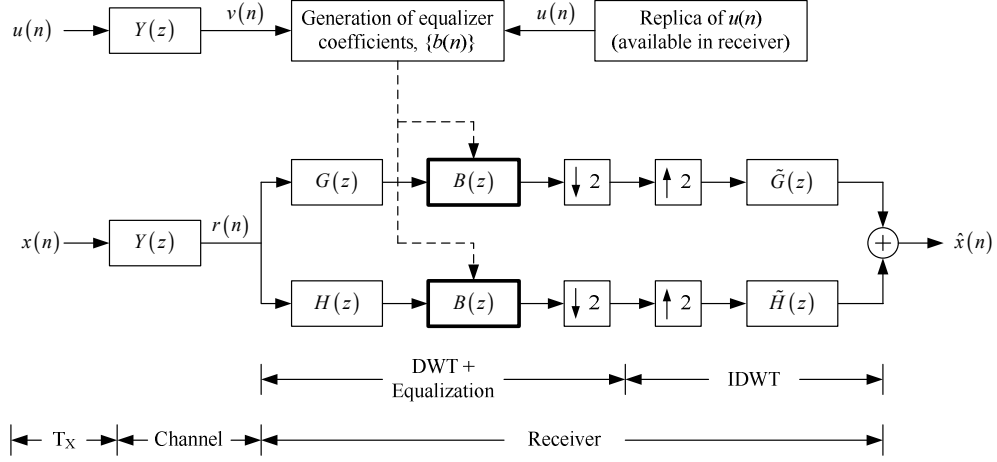 u(n)
Y(z)
v(n)
Generation of equalizer
coefficients, {b(n)}
u(n)
Replica of u(n)
(available in receiver)
G(z)
B(z)
↓ 2
↑ 2
G̃(z)
x(n)
Y(z)
r(n)
+
x̂(n)
H(z)
B(z)
↓ 2
↑ 2
H̃(z)
DWT +
Equalization
IDWT
Tₓ
Channel
Receiver